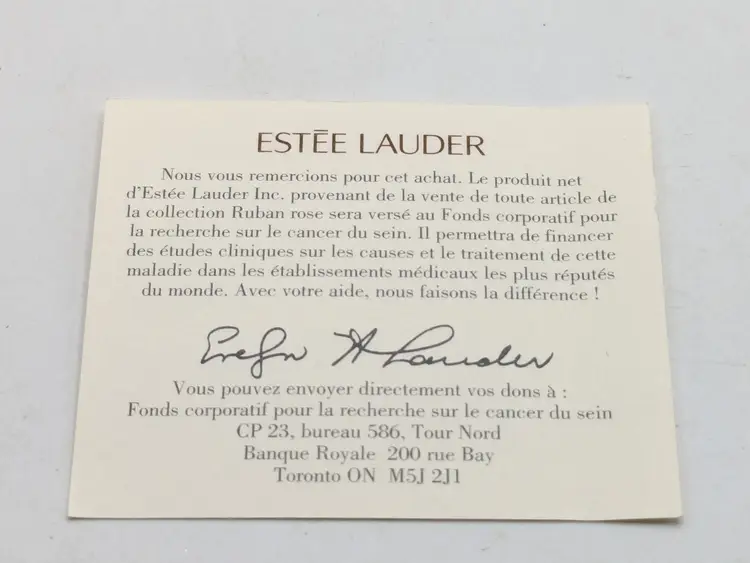 ESTĒE LAUDER
Nous vous remercions pour cet achat. Le produit net
d'Estée Lauder Inc. provenant de la vente de toute article de
la collection Ruban rose sera versé au Fonds corporatif pour
la recherche sur le cancer du sein. Il permettra de financer
des études cliniques sur les causes et le traitement de cette
maladie dans les établissements médicaux les plus réputés
du monde. Avec votre aide, nous faisons la différence !
Evelyn H Lauder
Vous pouvez envoyer directement vos dons à :
Fonds corporatif pour la recherche sur le cancer du sein
CP 23, bureau 586, Tour Nord
Banque Royale 200 rue Bay
Toronto ON M5J 2J1